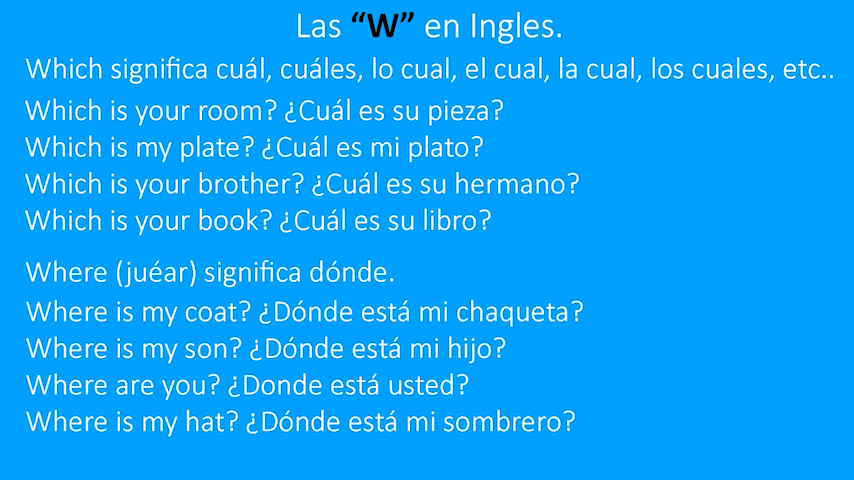 Las “W” en Ingles.
Which significa cuál, cuáles, lo cual, el cual, la cual, los cuales, etc..
Which is your room? ¿Cuál es su pieza?
Which is my plate? ¿Cuál es mi plato?
Which is your brother? ¿Cuál es su hermano?
Which is your book? ¿Cuál es su libro?
Where (juéar) significa dónde.
Where is my coat? ¿Dónde está mi chaqueta?
Where is my son? ¿Dónde está mi hijo?
Where are you? ¿Donde está usted?
Where is my hat? ¿Dónde está mi sombrero?